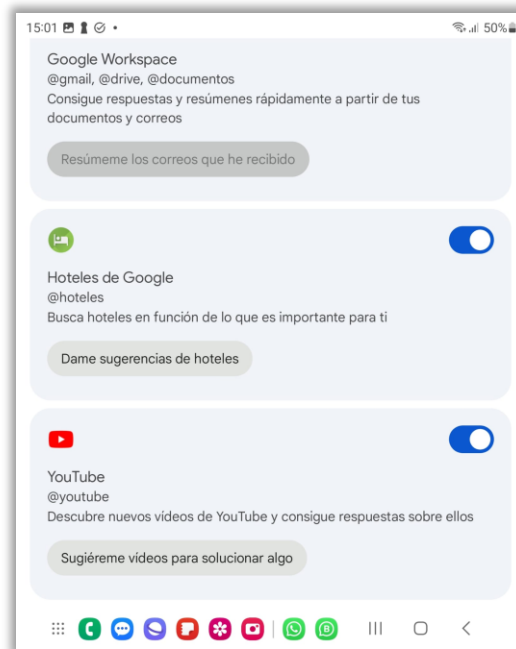 15:01 50%
Google Workspace
@gmail, @drive, @documentos
Consigue respuestas y resúmenes rápidamente a partir de tus
documentos y correos
Resúmeme los correos que he recibido
Hoteles de Google
@hoteles
Busca hoteles en función de lo que es importante para ti
Dame sugerencias de hoteles
YouTube
@youtube
Descubre nuevos vídeos de YouTube y consigue respuestas sobre ellos
Sugiéreme vídeos para solucionar algo
B